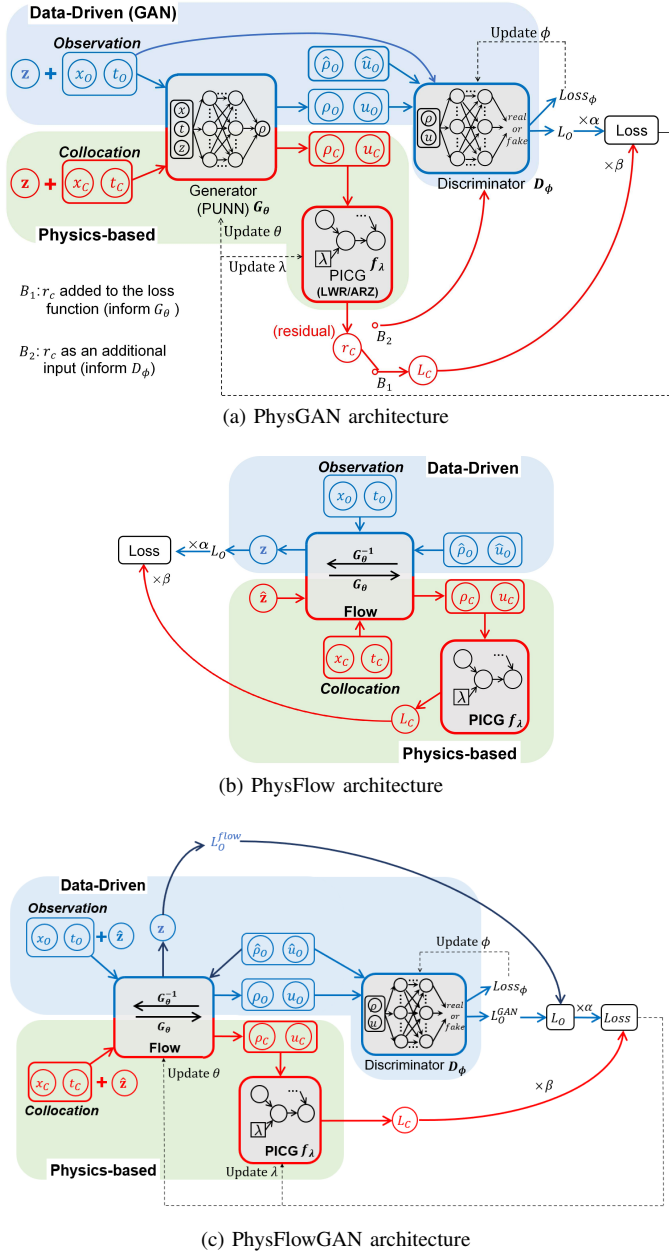 Data-Driven (GAN)
Observation
z + x_O t_O
ρ̂_O û_O
Update ϕ
Loss_ϕ
x
t
z
ρ
ρ_O u_O
ρ
u
real
or
fake
L_O ×α Loss
×β
Collocation
z + x_C t_C
ρ_C u_C
Generator
(PUNN) G_θ
Discriminator D_ϕ
Physics-based
Update θ
Update λ
...
λ
f_λ
PICG
(LWR/ARZ)
B_1: r_c added to the loss
function (inform G_θ )
(residual)
r_C
B_2
B_2: r_c as an additional
input (inform D_ϕ)
B_1
L_C
(a) PhysGAN architecture
Observation
Data-Driven
x_O t_O
Loss ×α L_O z
G_θ^{-1}
G_θ
ρ̂_O û_O
×β
ẑ
Flow
ρ_C u_C
x_C t_C
Collocation
...
λ
L_C
PICG f_λ
Physics-based
(b) PhysFlow architecture
L_O^{flow}
Data-Driven
Observation
x_O t_O + ẑ
z
ρ̂_O û_O
Update ϕ
G_θ^{-1}
G_θ
Flow
ρ_O u_O
ρ
u
real
or
fake
Loss_ϕ
L_O^{GAN}
L_O ×α Loss
ρ_C u_C
Discriminator D_ϕ
Update θ
x_C t_C + ẑ
Collocation
...
λ
PICG f_λ
×β
L_C
Physics-based
Update λ
(c) PhysFlowGAN architecture